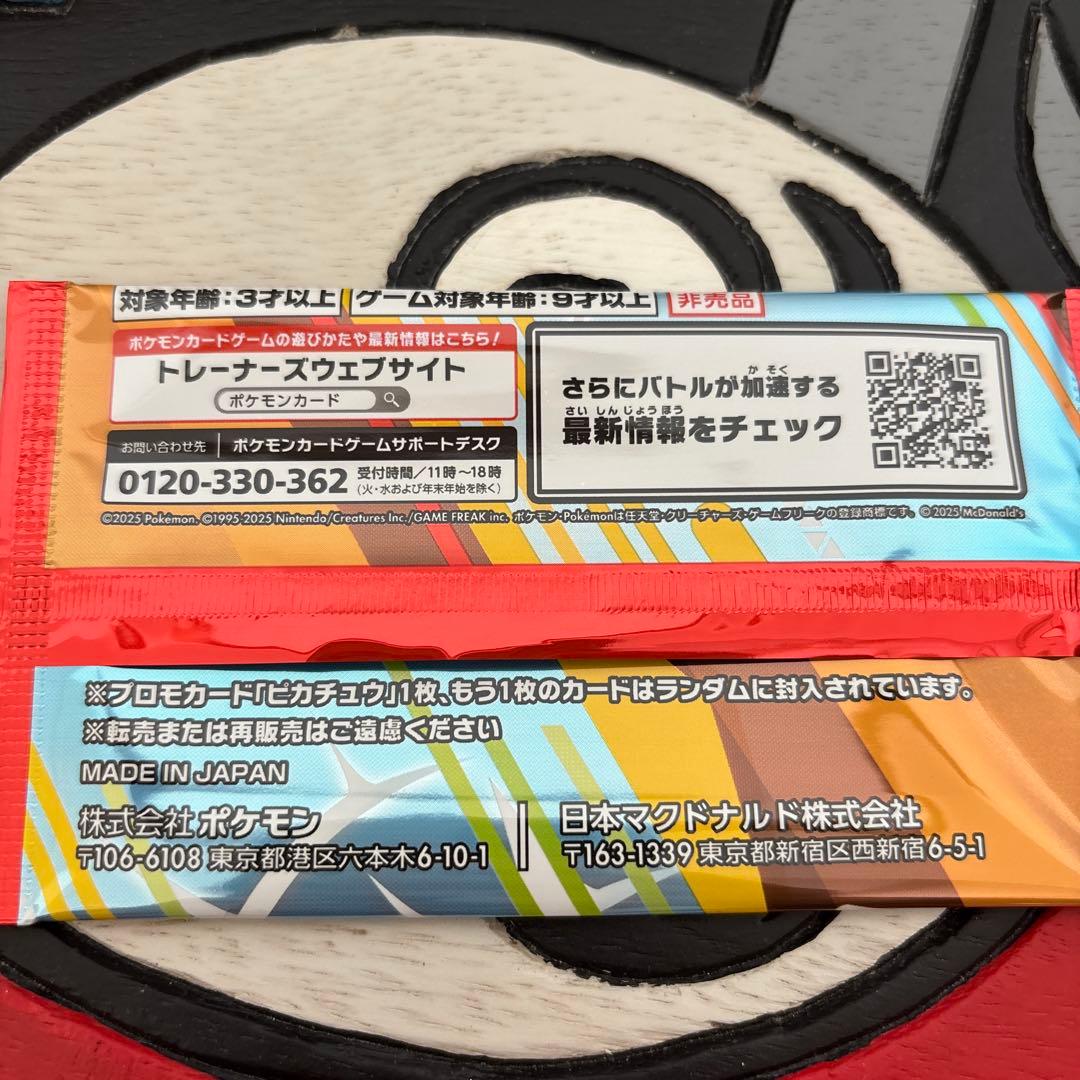 対象年齢:3才以上 ゲーム対象年齢:9才以上 非売品
ポケモンカードゲームの遊びかたや最新情報はこちら!
トレーナーズウェブサイト
ポケモンカード
お問い合わせ先 ポケモンカードゲームサポートデスク
0120-330-362 受付時間/11時~18時
(火・水および年末年始を除く)
かそく
さらにバトルが加速する
さいしんじょうほう
最新情報をチェック
©2025 Pokémon. ©1995-2025 Nintendo/Creatures Inc./GAME FREAK inc. ポケモン・Pokémonは任天堂・クリーチャーズ・ゲームフリークの登録商標です。 ©2025 McDonald's
※プロモカード「ピカチュウ」1枚、もう1枚のカードはランダムに封入されています。
※転売または再販売はご遠慮ください
MADE IN JAPAN
株式会社ポケモン
〒106-6108 東京都港区六本木6-10-1
日本マクドナルド株式会社
〒163-1339 東京都新宿区西新宿6-5-1